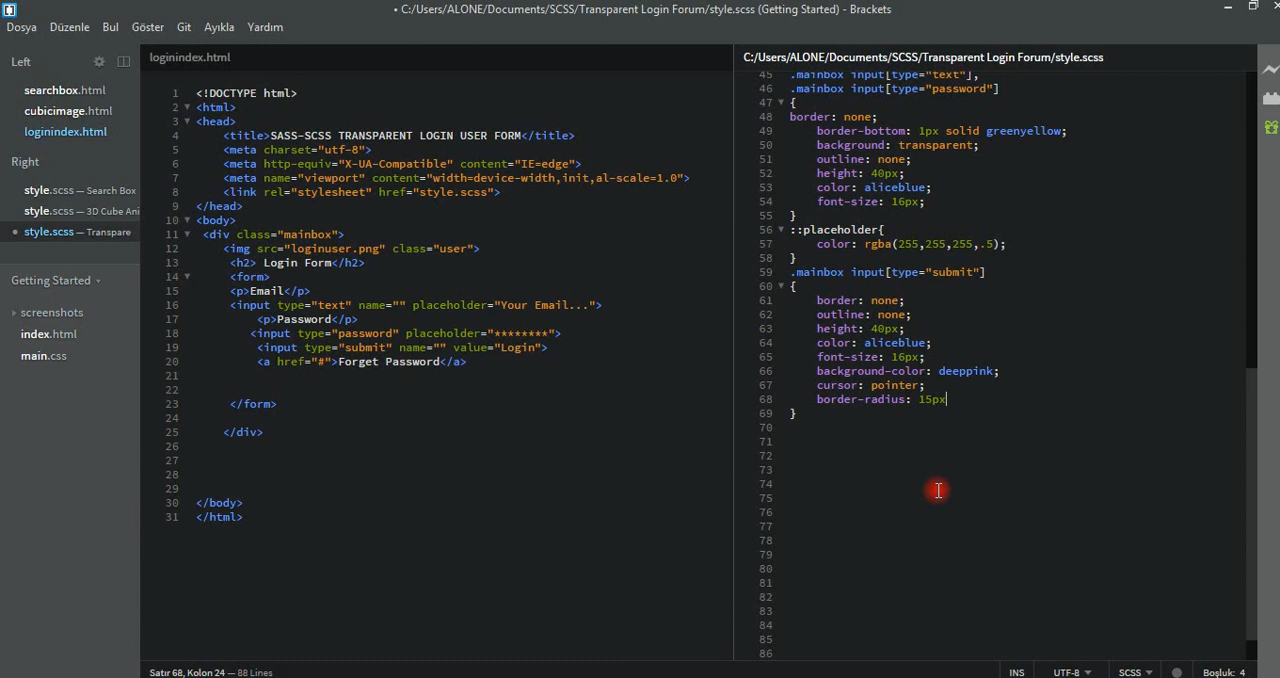 • C:/Users/ALONE/Documents/SCSS/Transparent Login Forum/style.scss (Getting Started) - Brackets
Dosya Düzenle Bul Göster Git Ayıkla Yardım
Left
searchbox.html
cubicimage.html
loginindex.html
Right
style.scss — Search Box
style.scss — 3D Cube Ani
• style.scss — Transpare
Getting Started
screenshots
index.html
main.css
loginindex.html
1 <!DOCTYPE html>
2 <html>
3 <head>
4 <title>SASS-SCSS TRANSPARENT LOGIN USER FORM</title>
5 <meta charset="utf-8">
6 <meta http-equiv="X-UA-Compatible" content="IE=edge">
7 <meta name="viewport" content="width=device-width,init,al-scale=1.0">
8 <link rel="stylesheet" href="style.scss">
9 </head>
10 <body>
11 <div class="mainbox">
12 <img src="loginuser.png" class="user">
13 <h2> Login Form</h2>
14 <form>
15 <p>Email</p>
16 <input type="text" name="" placeholder="Your Email...">
17 <p>Password</p>
18 <input type="password" placeholder="********">
19 <input type="submit" name="" value="Login">
20 <a href="#">Forget Password</a>
21
22
23 </form>
24
25 </div>
26
27
28
29
30 </body>
31 </html>
C:/Users/ALONE/Documents/SCSS/Transparent Login Forum/style.scss
45 .mainbox input[type="text"],
46 .mainbox input[type="password"]
47 {
48 border: none;
49 border-bottom: 1px solid greenyellow;
50 background: transparent;
51 outline: none;
52 height: 40px;
53 color: aliceblue;
54 font-size: 16px;
55 }
56 ::placeholder{
57 color: rgba(255,255,255,.5);
58 }
59 .mainbox input[type="submit"]
60 {
61 border: none;
62 outline: none;
63 height: 40px;
64 color: aliceblue;
65 font-size: 16px;
66 background-color: deeppink;
67 cursor: pointer;
68 border-radius: 15px
69 }
70
71
72
73
74
75
76
77
78
79
80
81
82
83
84
85
86
Satır 68, Kolon 24 — 88 Lines
INS UTF-8 SCSS Boşluk: 4